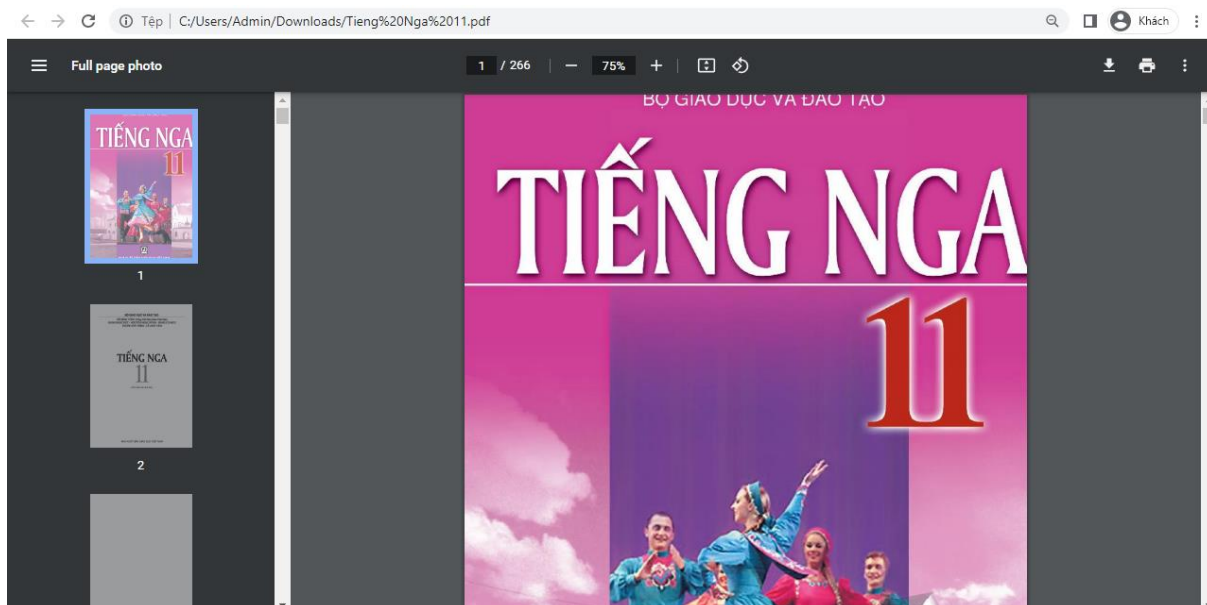 Tệp | C:/Users/Admin/Downloads/Tieng%20Nga%2011.pdf
Khách
Full page photo
1 / 266
75%
TIẾNG NGA
11
1
TIẾNG NGA
11
2
BỘ GIÁO DỤC VÀ ĐÀO TẠO
TIẾNG NGA
11